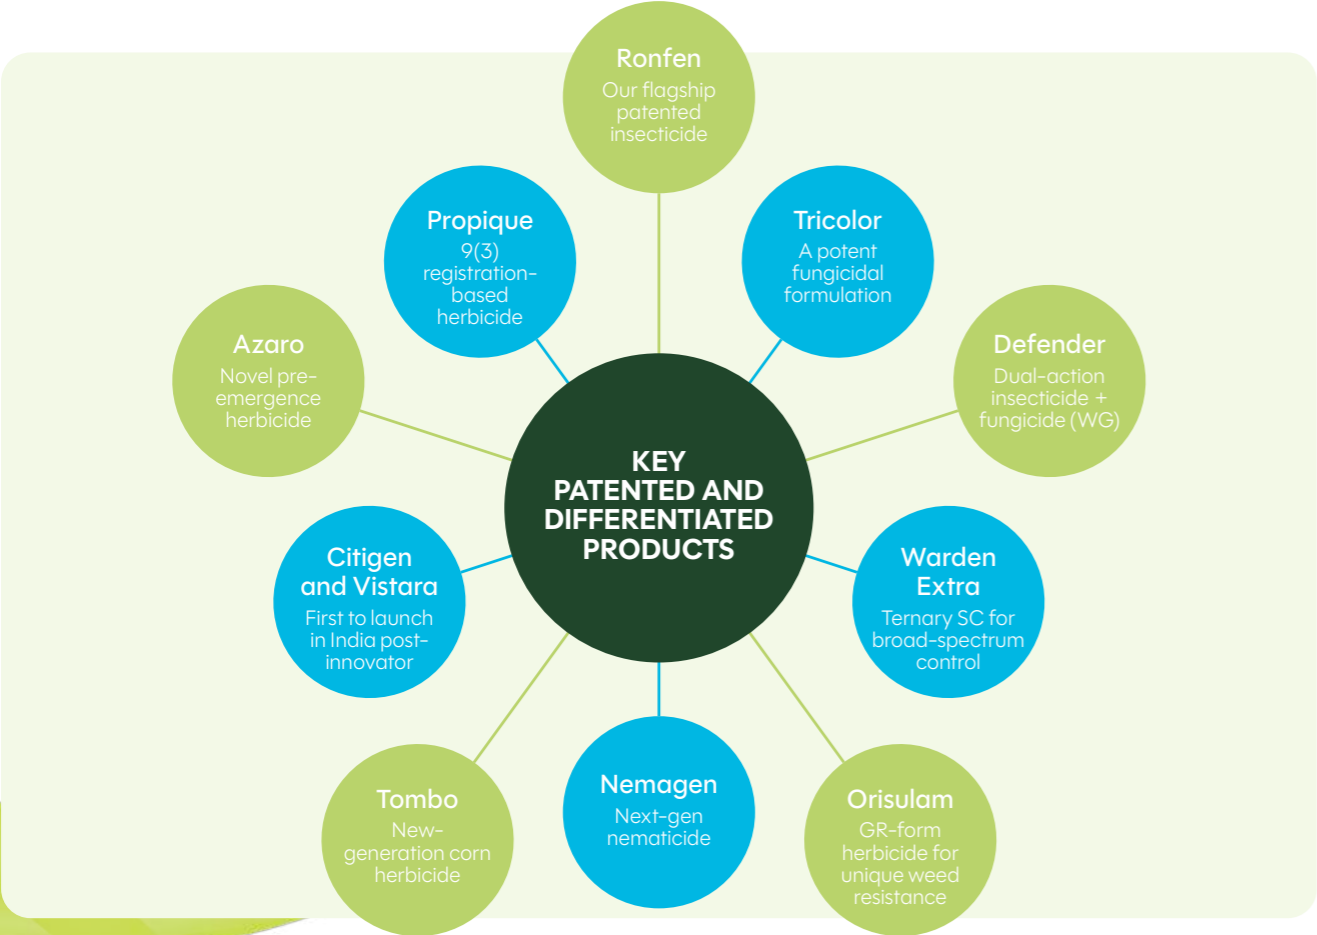 Ronfen
Our flagship
patented
insecticide
Propique
9(3)
registration-
based
herbicide
Tricolor
A potent
fungicidal
formulation
Azaro
Novel pre-
emergence
herbicide
Defender
Dual-action
insecticide +
fungicide (WG)
KEY
PATENTED AND
DIFFERENTIATED
PRODUCTS
Citigen
and Vistara
First to launch
in India post-
innovator
Warden
Extra
Ternary SC for
broad-spectrum
control
Tombo
New-
generation corn
herbicide
Nemagen
Next-gen
nematicide
Orisulam
GR-form
herbicide for
unique weed
resistance